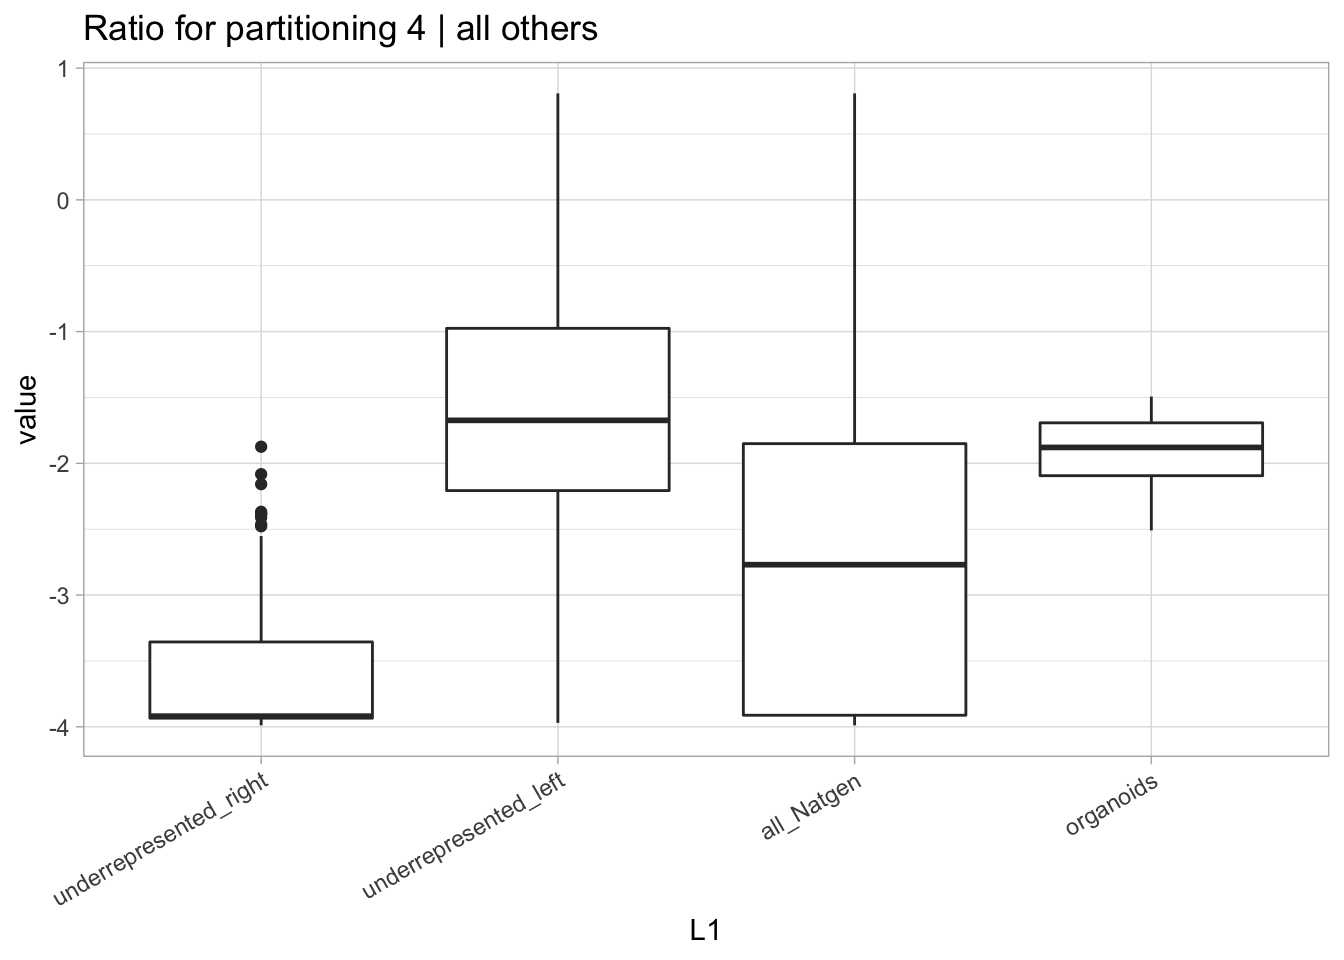 Ratio for partitioning 4 | all others
1
0
-1
-2
-3
-4
value
underrepresented_right
underrepresented_left
all_Natgen
organoids
L1